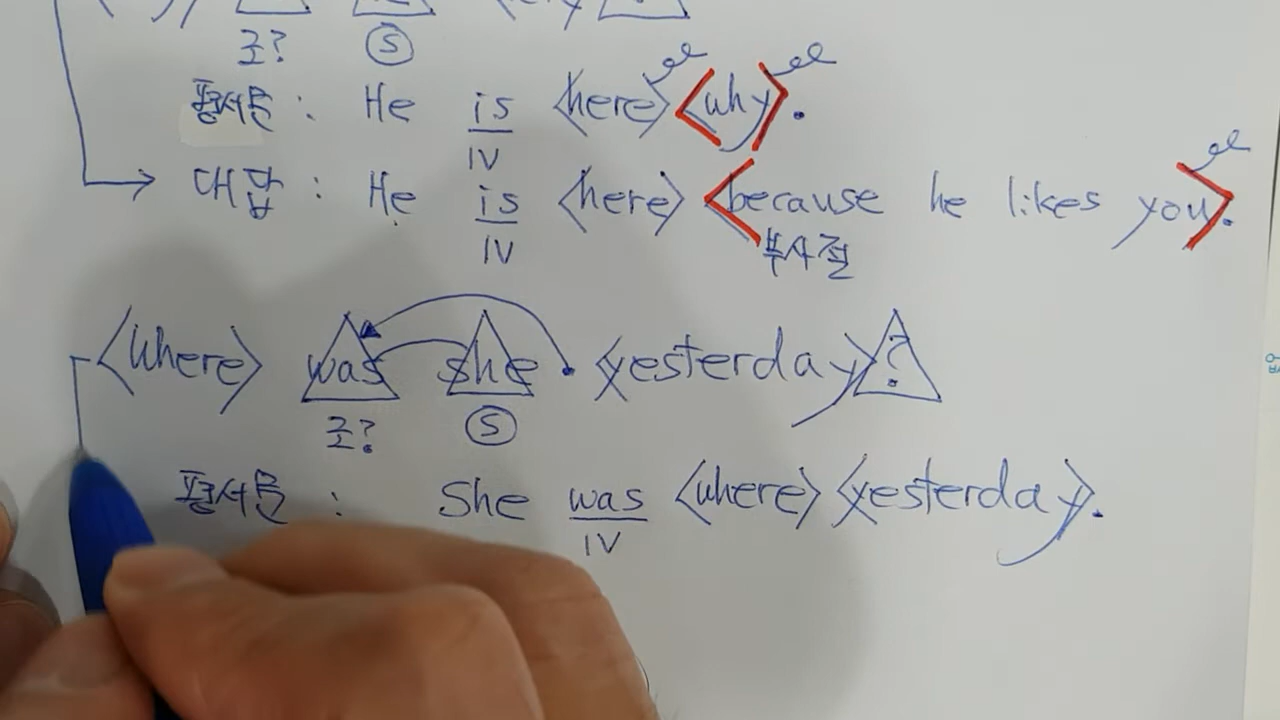 조? S
평서문 : He is <here> <why>.
IV
대답 : He is <here> <because he likes you>.
IV 부사절
<Where> was she <yesterday> ?
조? S
평서문 : She was <where> <yesterday>.
IV